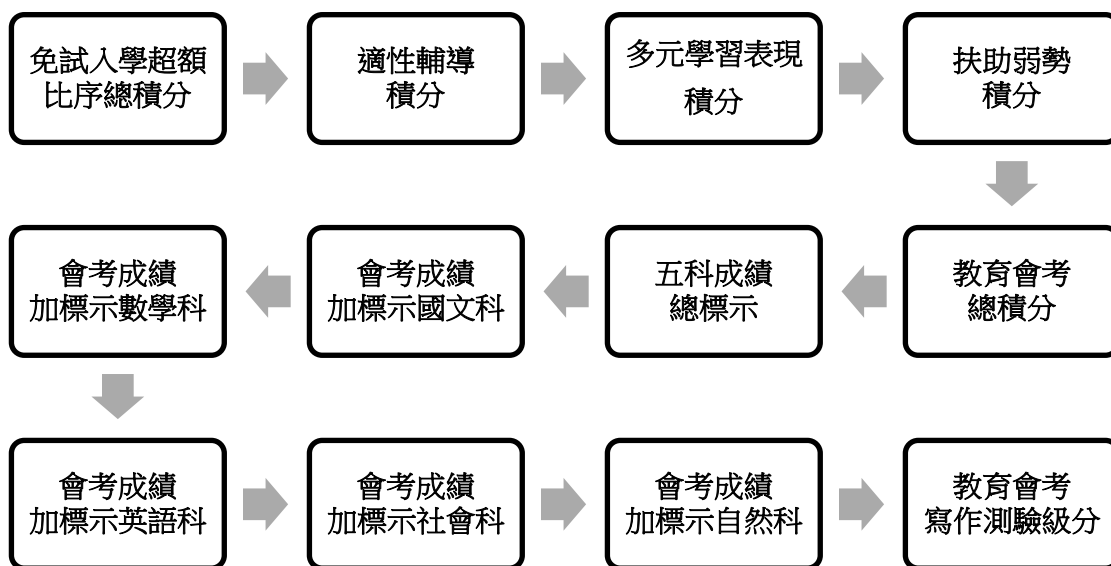 免試入學超額
比序總積分
適性輔導
積分
多元學習表現
積分
扶助弱勢
積分
教育會考
總積分
五科成績
總標示
會考成績
加標示國文科
會考成績
加標示數學科
會考成績
加標示英語科
會考成績
加標示社會科
會考成績
加標示自然科
教育會考
寫作測驗級分